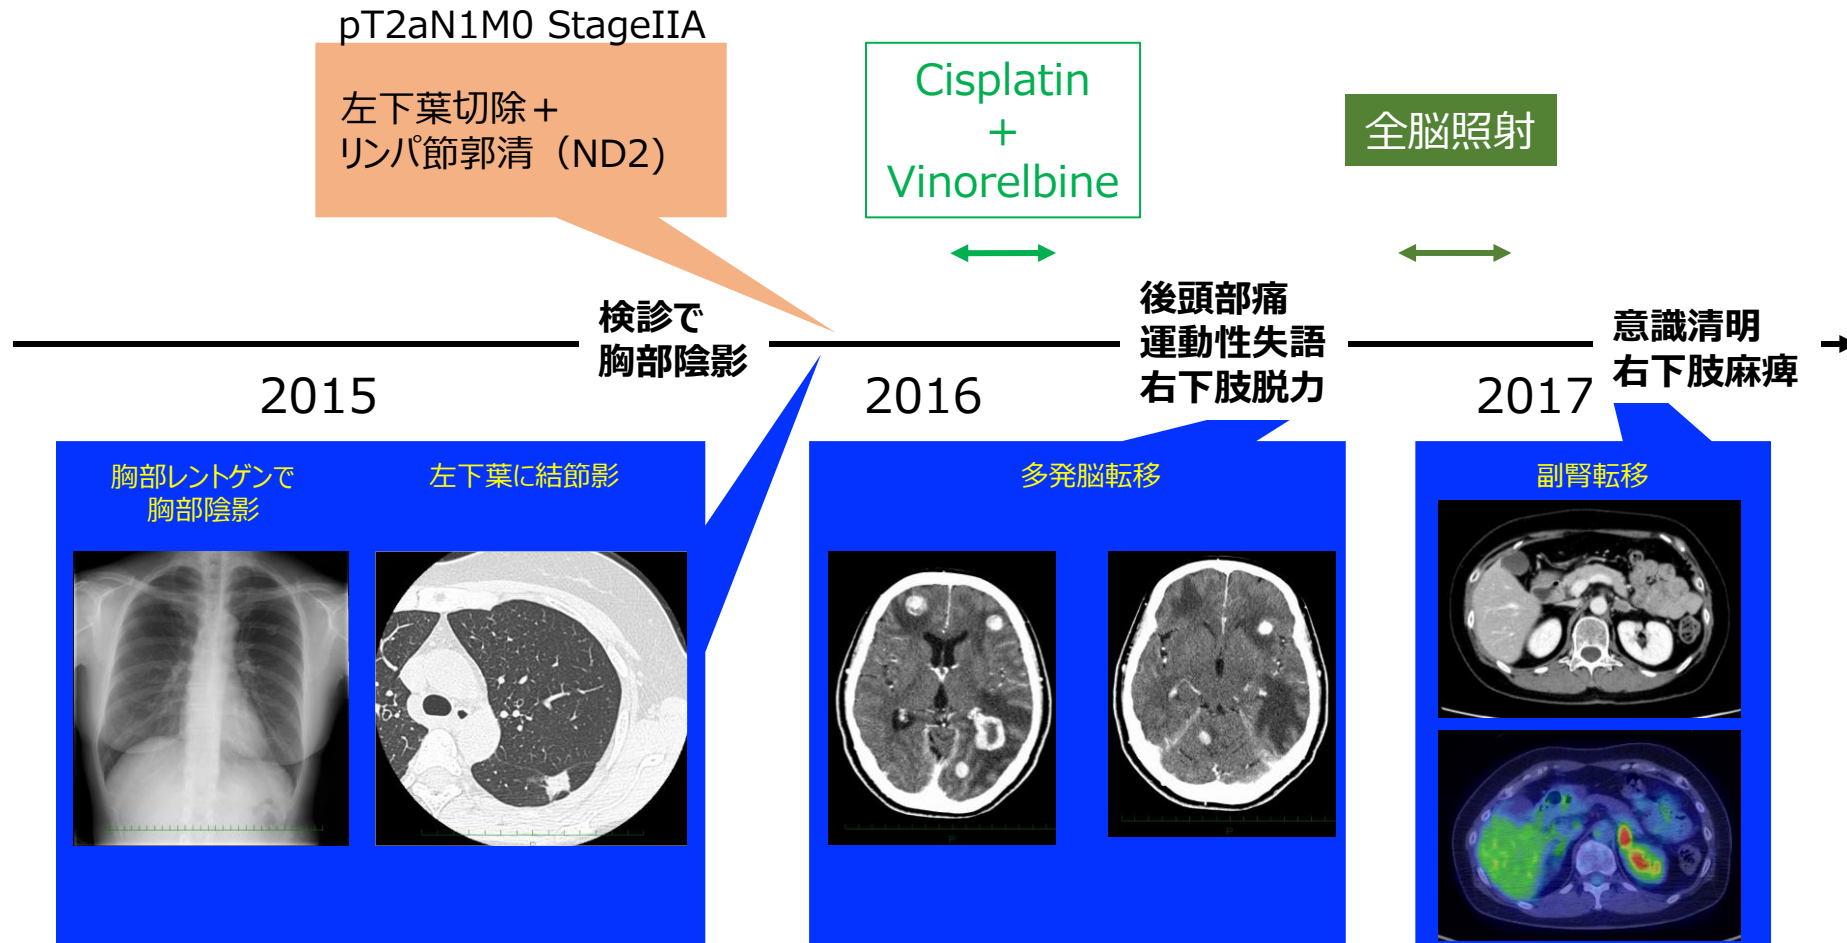 pT2aN1M0 StageIIA
左下葉切除＋
リンパ節郭清（ND2)
Cisplatin
+
Vinorelbine
全脳照射
検診で
胸部陰影
後頭部痛
運動性失語
右下肢脱力
意識清明
右下肢麻痺
2015
2016
2017
胸部レントゲンで
胸部陰影
左下葉に結節影
多発脳転移
副腎転移